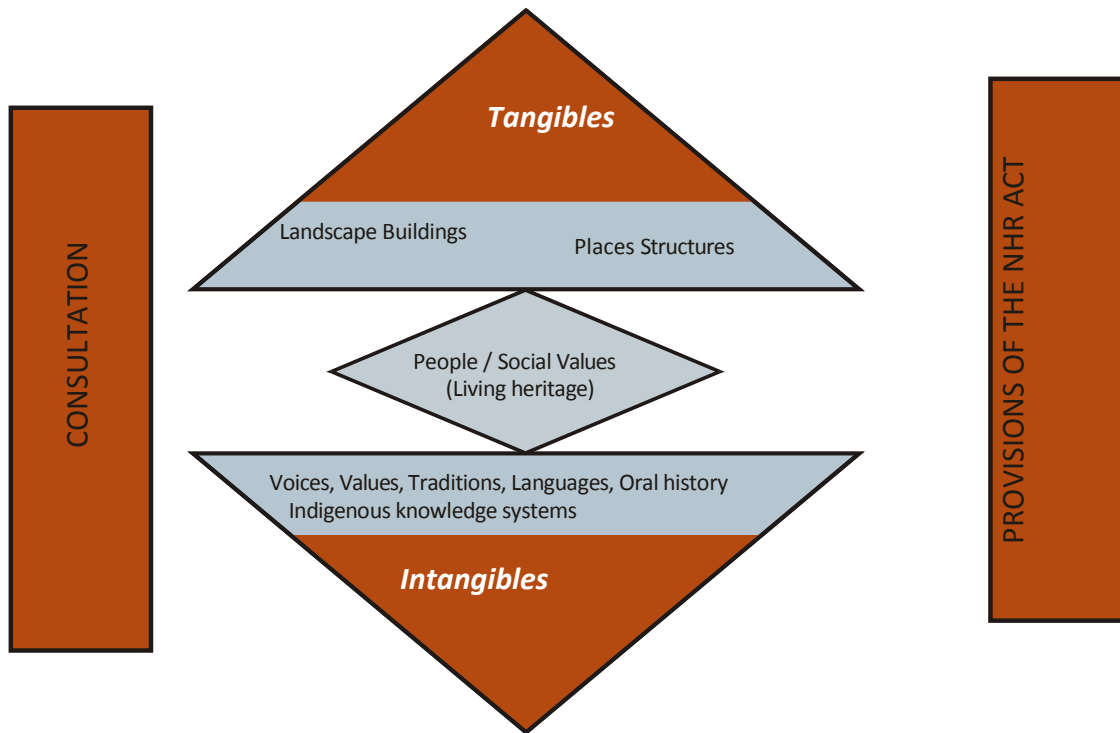 CONSULTATION
Tangibles
Landscape Buildings
Places Structures
People / Social Values
(Living heritage)
Voices, Values, Traditions, Languages, Oral history
Indigenous knowledge systems
Intangibles
PROVISIONS OF THE NHR ACT